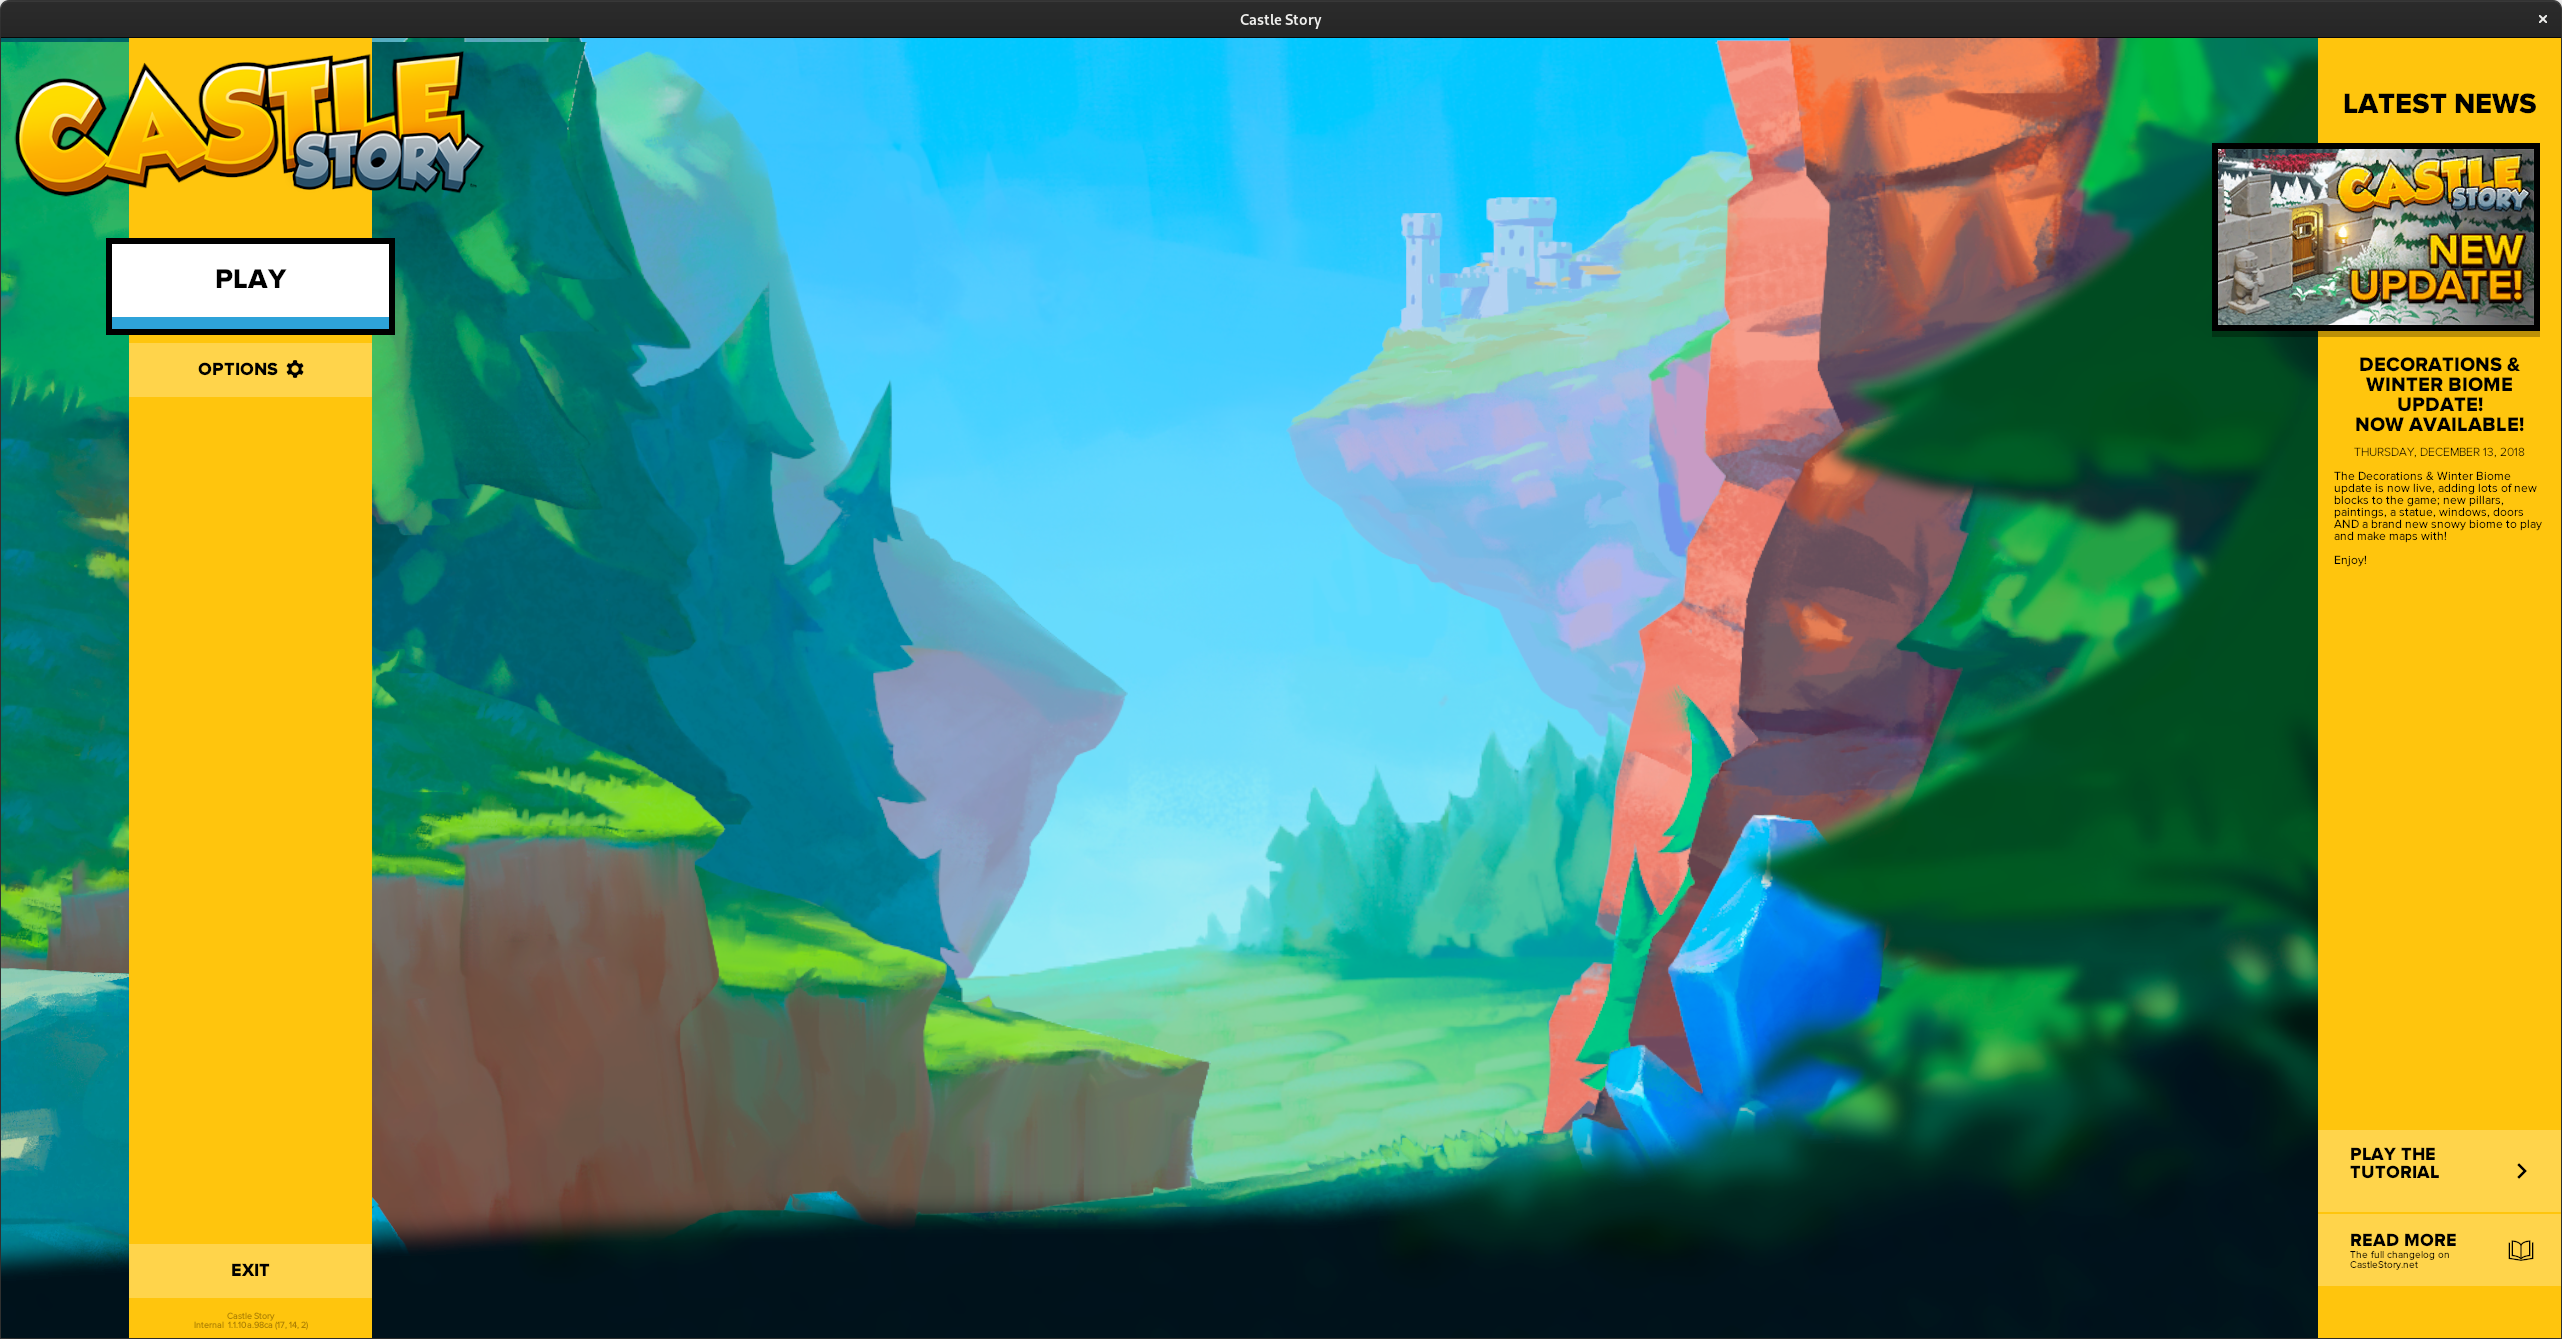 Castle Story
CASTLE
STORY
PLAY
OPTIONS
EXIT
Castle Story
Internal 1.1.10a.98ca (17, 14, 2)
LATEST NEWS
CASTLE
STORY
NEW
UPDATE!
DECORATIONS &
WINTER BIOME
UPDATE!
NOW AVAILABLE!
THURSDAY, DECEMBER 13, 2018
The Decorations & Winter Biome
update is now live, adding lots of new
blocks to the game; new pillars,
paintings, a statue, windows, doors
AND a brand new snowy biome to play
and make maps with!
Enjoy!
PLAY THE
TUTORIAL
READ MORE
The full changelog on
CastleStory.net